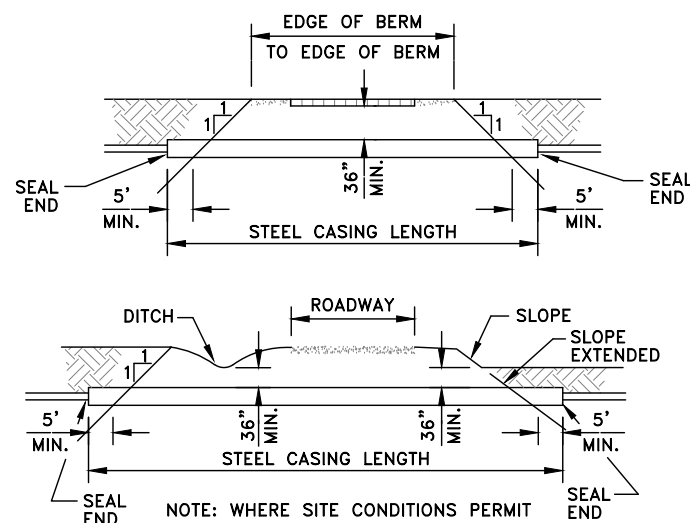 EDGE OF BERM
TO EDGE OF BERM
1
1
1
1
SEAL
END
5'
MIN.
36"
MIN.
5'
MIN.
SEAL
END
STEEL CASING LENGTH
DITCH
ROADWAY
SLOPE
SLOPE
EXTENDED
1
1
5'
MIN.
36"
MIN.
36"
MIN.
5'
MIN.
STEEL CASING LENGTH
SEAL
END
SEAL
END
NOTE: WHERE SITE CONDITIONS PERMIT